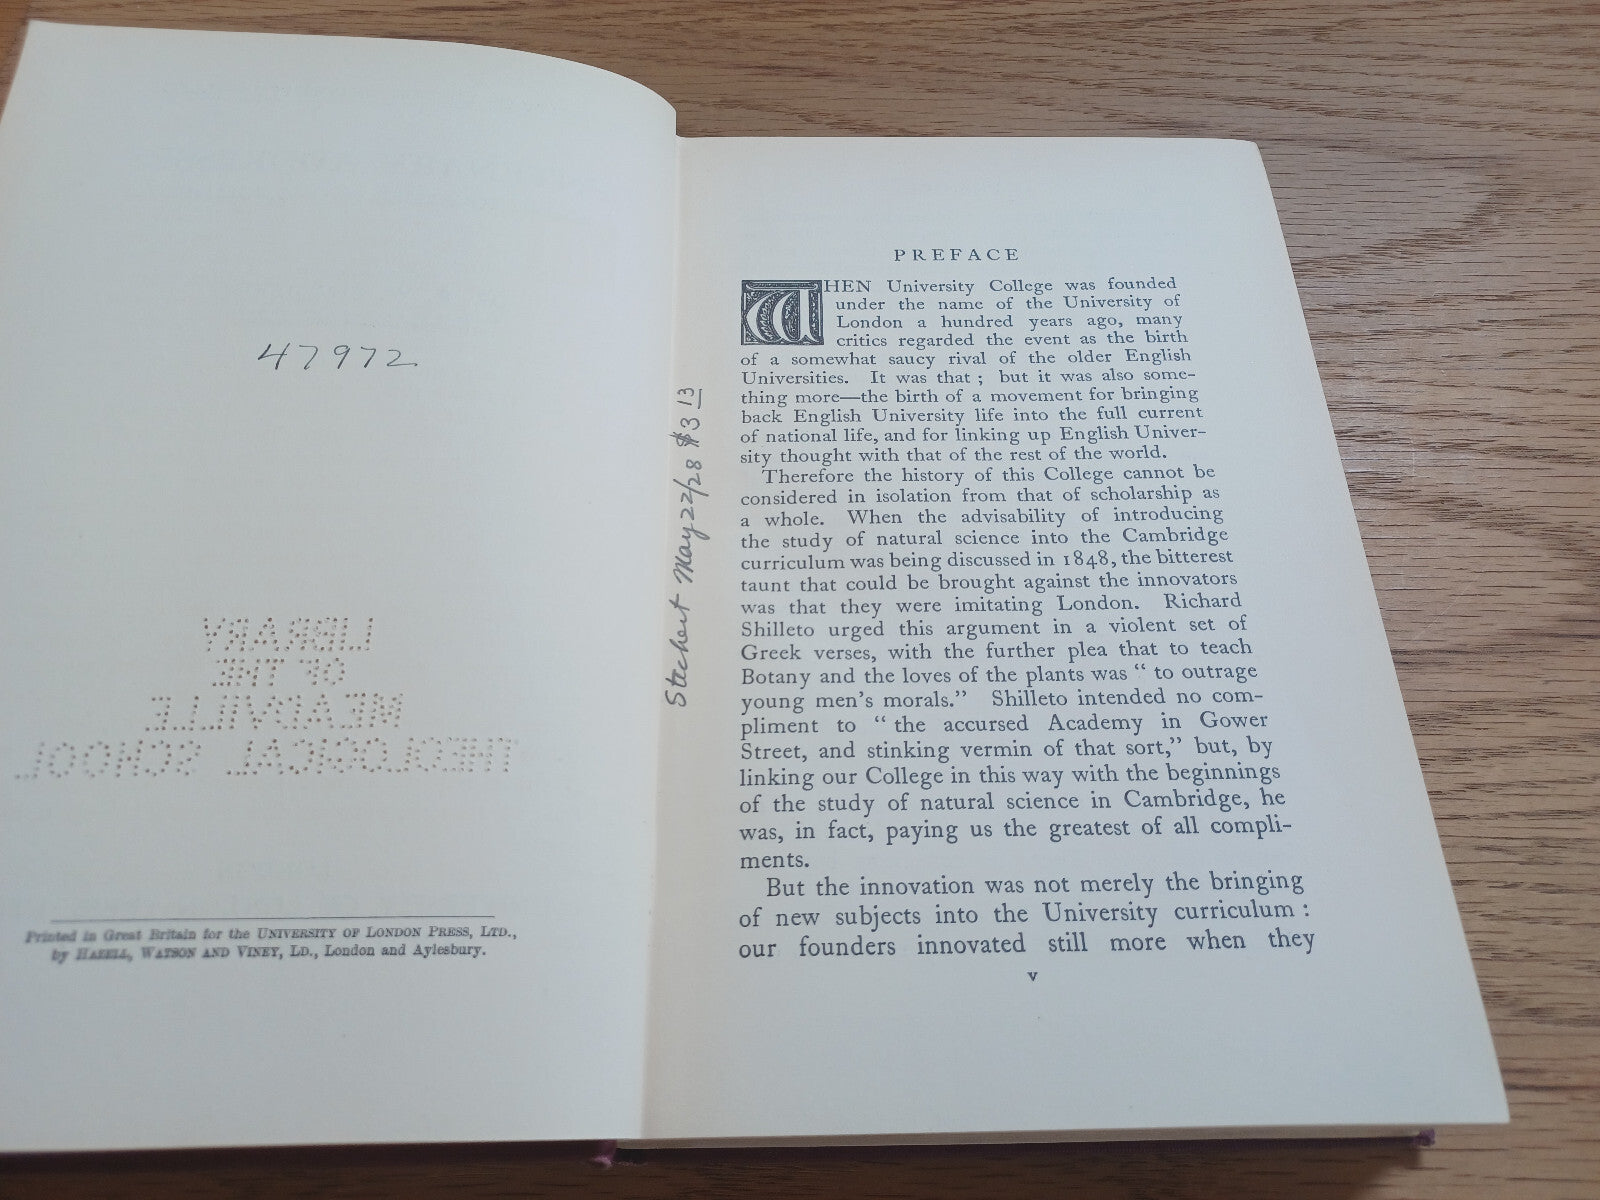 47972
LIBRARY
OF THE
MEADVILLE
THEOLOGICAL SCHOOL
Printed in Great Britain for the UNIVERSITY OF LONDON PRESS, LTD.,
by HAZELL, WATSON AND VINEY, LD., London and Aylesbury.
Stechert May 22/28 $3 13
PREFACE
WHEN University College was founded
under the name of the University of
London a hundred years ago, many
critics regarded the event as the birth
of a somewhat saucy rival of the older English
Universities. It was that ; but it was also some-
thing more—the birth of a movement for bringing
back English University life into the full current
of national life, and for linking up English Univer-
sity thought with that of the rest of the world.
Therefore the history of this College cannot be
considered in isolation from that of scholarship as
a whole. When the advisability of introducing
the study of natural science into the Cambridge
curriculum was being discussed in 1848, the bitterest
taunt that could be brought against the innovators
was that they were imitating London. Richard
Shilleto urged this argument in a violent set of
Greek verses, with the further plea that to teach
Botany and the loves of the plants was “ to outrage
young men’s morals.” Shilleto intended no com-
pliment to “ the accursed Academy in Gower
Street, and stinking vermin of that sort,” but, by
linking our College in this way with the beginnings
of the study of natural science in Cambridge, he
was, in fact, paying us the greatest of all compli-
ments.
But the innovation was not merely the bringing
of new subjects into the University curriculum :
our founders innovated still more when they
v